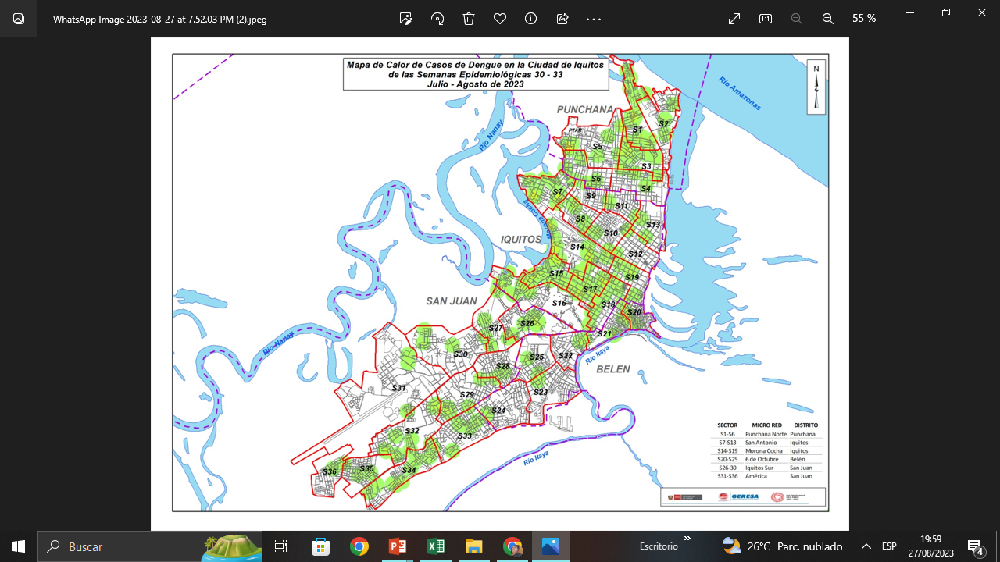 WhatsApp Image 2023-08-27 at 7.52.03 PM (2).jpeg
55 %
Mapa de Calor de Casos de Dengue en la Ciudad de Iquitos
de las Semanas Epidemiológicas 30 - 33
Julio - Agosto de 2023
N
Río Amazonas
PUNCHANA
Río Nanay
PTAR
S1
S2
S5
S3
S6
S4
S7
S9
S11
S8
S13
S10
IQUITOS
S14
S12
S15
S19
S17
SAN JUAN
S16
S18
S20
S26
S27
S21
Río Nanay
S30
S25
S22
Río Itaya
S28
BELEN
S31
S29
S23
S24
S32
S33
Río Itaya
S36
S35
S34
SECTOR MICRO RED DISTRITO
S1-S6 Punchana Norte Punchana
S7-S13 San Antonio Iquitos
S14-S19 Morona Cocha Iquitos
S20-S25 6 de Octubre Belén
S26-30 Iquitos Sur San Juan
S31-S36 América San Juan
GERESA
Buscar
Escritorio
26°C Parc. nublado
ESP
19:59
27/08/2023
4